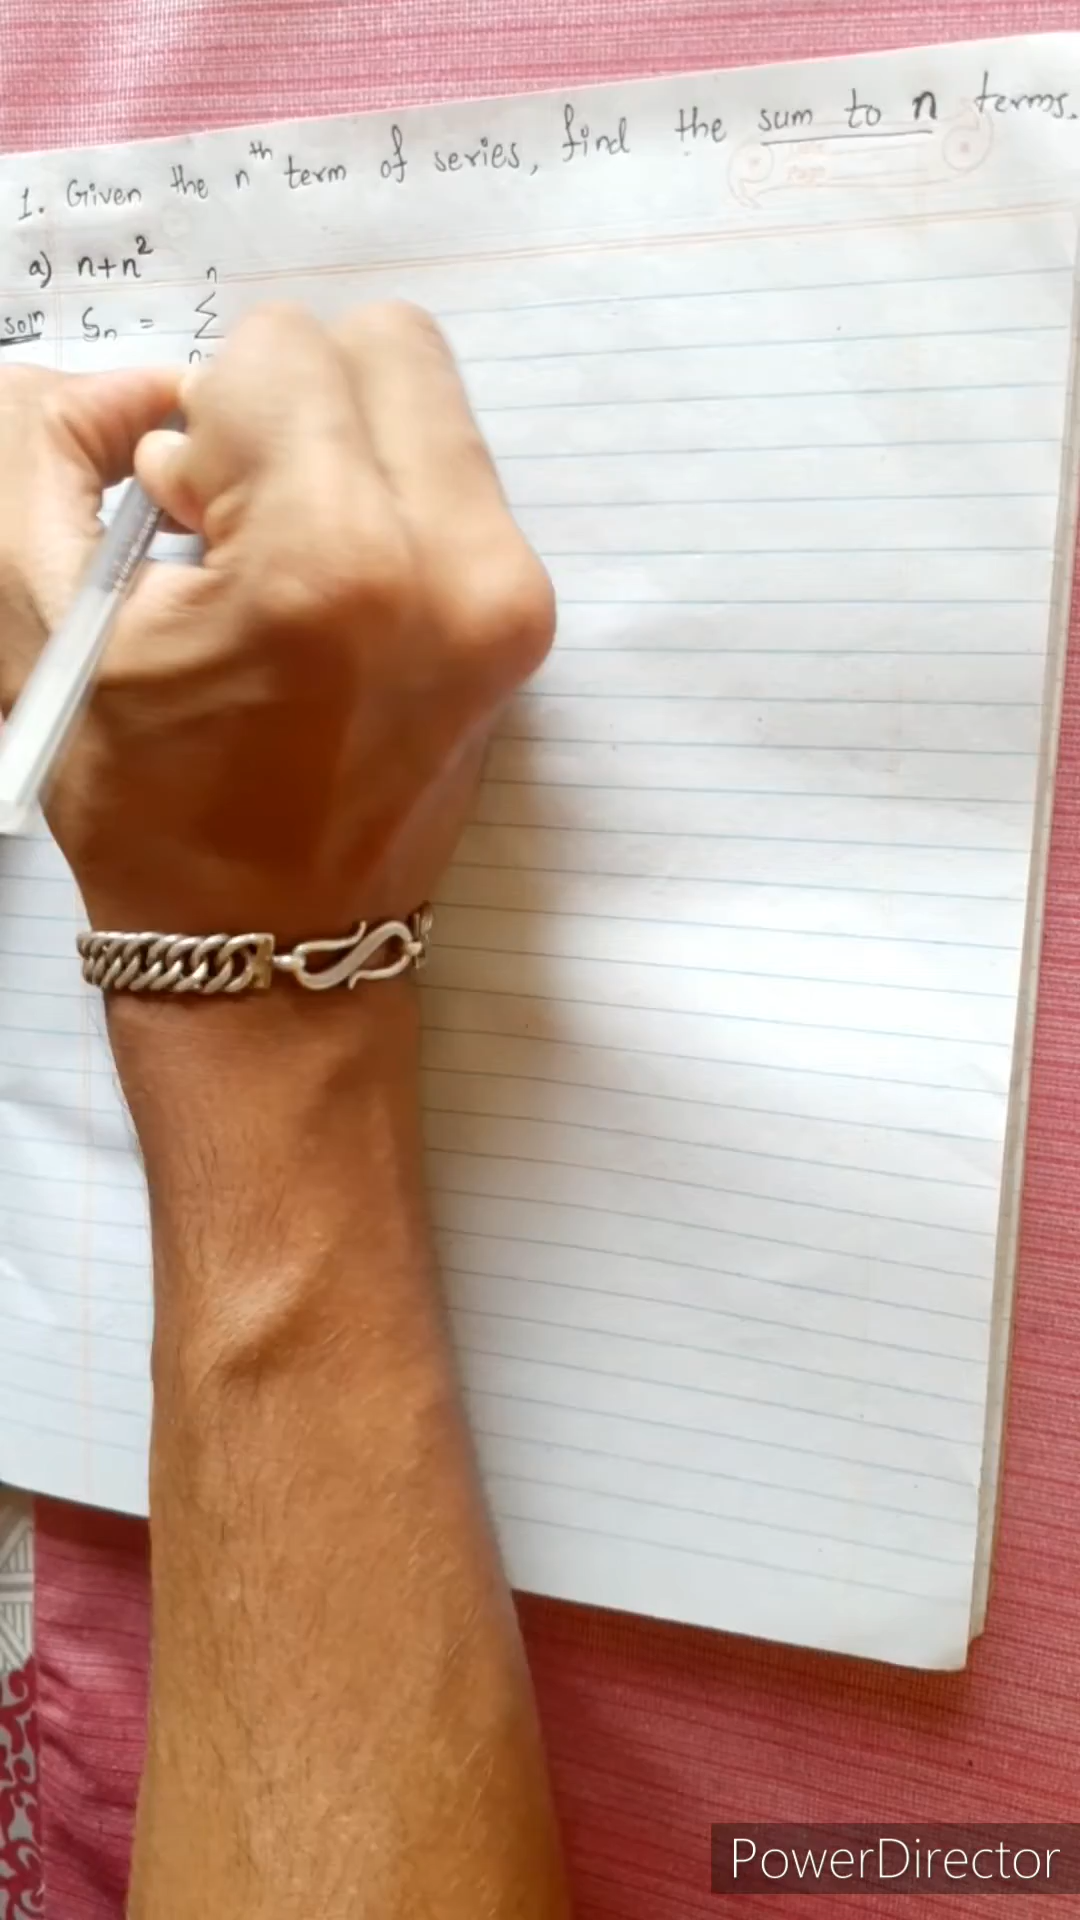 1. Given the nᵗʰ term of series, find the sum to n terms.
a) n+n²
n
solⁿ Sₙ = Σ
n=
PowerDirector